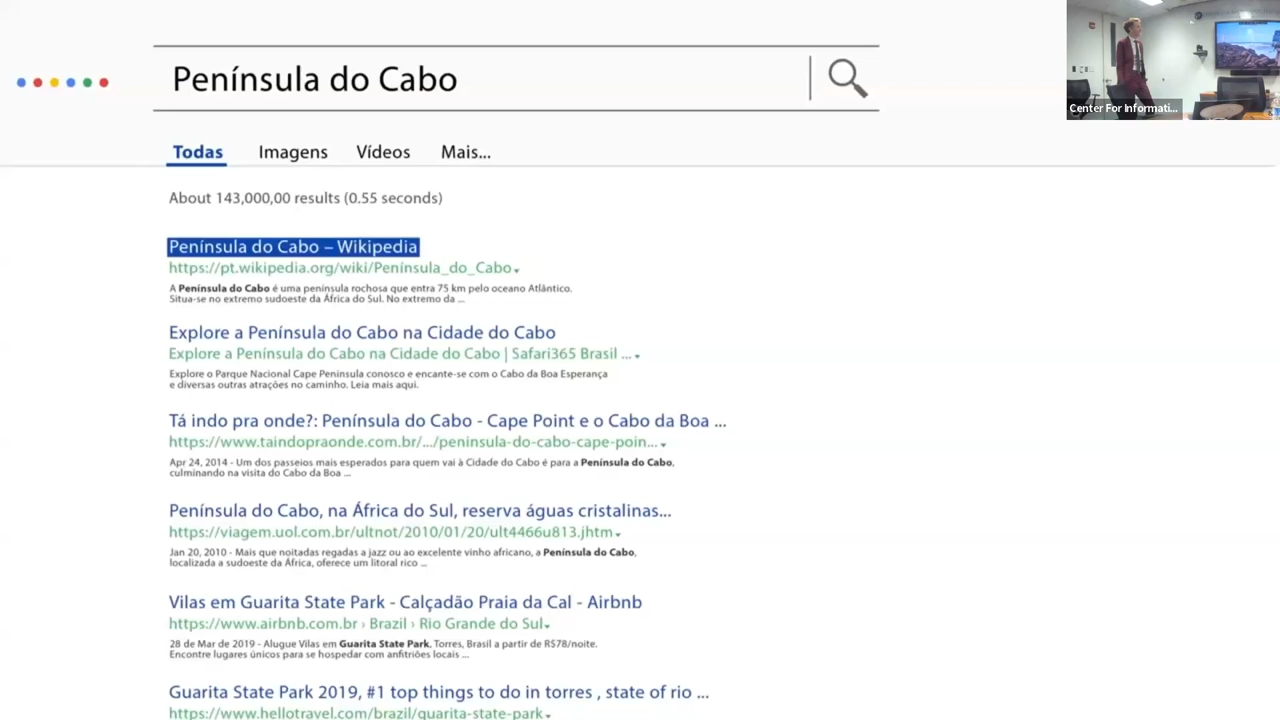 Península do Cabo
Todas Imagens Vídeos Mais...
About 143,000,00 results (0.55 seconds)
Península do Cabo – Wikipedia
https://pt.wikipedia.org/wiki/Península_do_Cabo
A Península do Cabo é uma península rochosa que entra 75 km pelo oceano Atlântico.
Situa-se no extremo sudoeste da África do Sul. No extremo da ...
Explore a Península do Cabo na Cidade do Cabo
Explore a Península do Cabo na Cidade do Cabo | Safari365 Brasil ...
Explore o Parque Nacional Cape Peninsula conosco e encante-se com o Cabo da Boa Esperança
e diversas outras atrações no caminho. Leia mais aqui.
Tá indo pra onde?: Península do Cabo - Cape Point e o Cabo da Boa ...
https://www.taindopraonde.com.br/.../peninsula-do-cabo-cape-poin...
Apr 24, 2014 - Um dos passeios mais esperados para quem vai à Cidade do Cabo é para a Península do Cabo,
culminando na visita do Cabo da Boa ...
Península do Cabo, na África do Sul, reserva águas cristalinas...
https://viagem.uol.com.br/ultnot/2010/01/20/ult4466u813.jhtm
Jan 20, 2010 - Mais que noitadas regadas a jazz ou ao excelente vinho africano, a Península do Cabo,
localizada a sudoeste da África, oferece um litoral rico ...
Vilas em Guarita State Park - Calçadão Praia da Cal - Airbnb
https://www.airbnb.com.br › Brazil › Rio Grande do Sul
28 de Mar de 2019 - Alugue Vilas em Guarita State Park, Torres, Brasil a partir de R$78/noite.
Encontre lugares únicos para se hospedar com anfitriões locais ...
Guarita State Park 2019, #1 top things to do in torres , state of rio ...
https://www.hellotravel.com/brazil/guarita-state-park
Center For Informati...